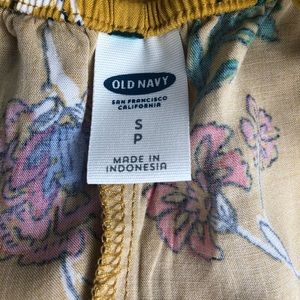 OLD NAVY
SAN FRANCISCO
CALIFORNIA
S
P
MADE IN
INDONESIA